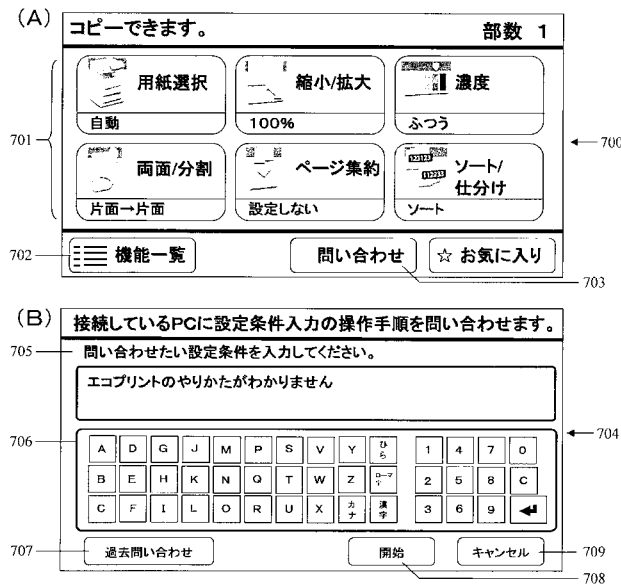 (A)
コピーできます。 部数 1
用紙選択 縮小/拡大 濃度
自動 100% ふつう
701
700
両面/分割 ページ集約 ソート/
仕分け
片面→片面 設定しない ソート
702 機能一覧 問い合わせ ☆ お気に入り
703
(B)
接続しているPCに設定条件入力の操作手順を問い合わせます。
705 問い合わせたい設定条件を入力してください。
エコプリントのやりかたがわかりません
704
706
A D G J M P S V Y ひら 1 4 7 0
B E H K N Q T W Z ローマ字 2 5 8 C
C F I L O R U X カナ 漢字 3 6 9
707 過去問い合わせ 開始 キャンセル 709
708